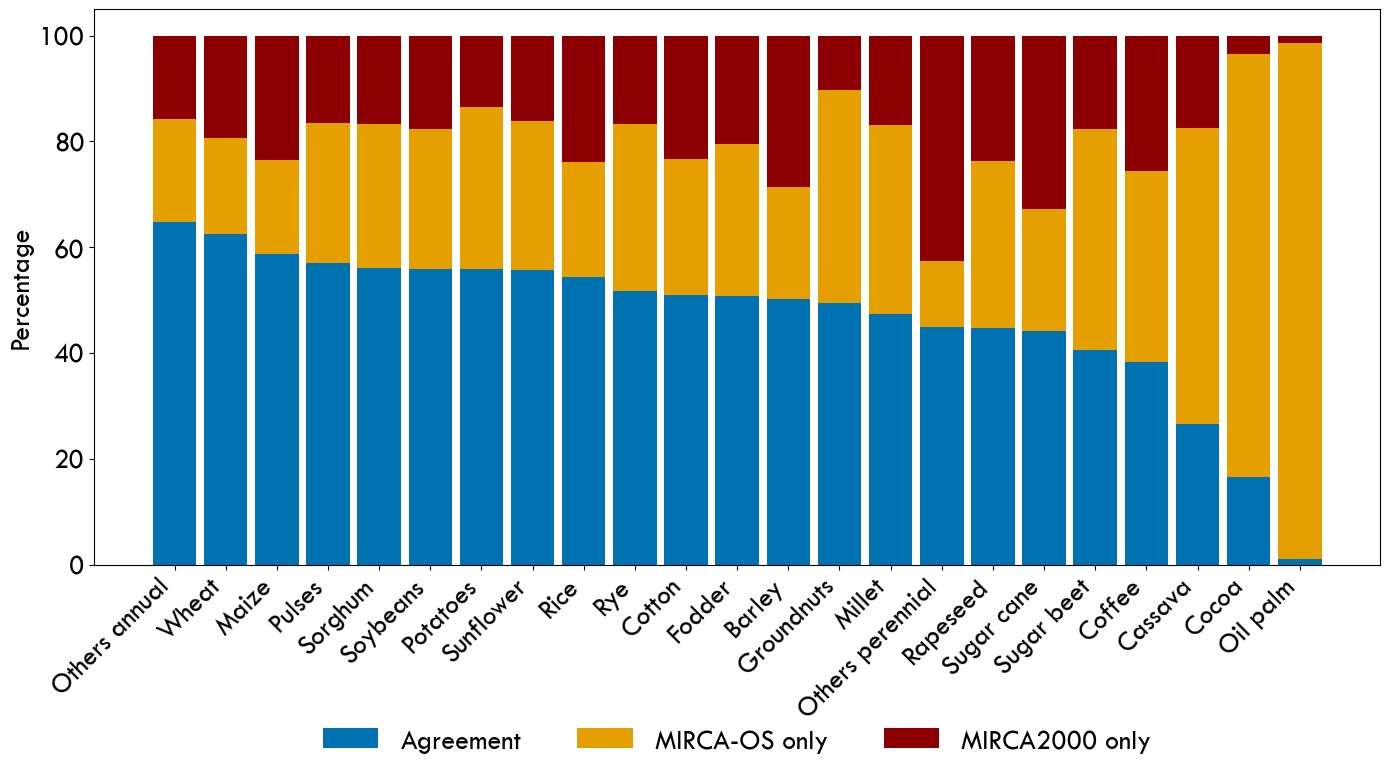 100
80
60
40
20
0
Percentage
Others annual
Wheat
Maize
Pulses
Sorghum
Soybeans
Potatoes
Sunflower
Rice
Rye
Cotton
Fodder
Barley
Groundnuts
Millet
Others perennial
Rapeseed
Sugar cane
Sugar beet
Coffee
Cassava
Cocoa
Oil palm
Agreement
MIRCA-OS only
MIRCA2000 only